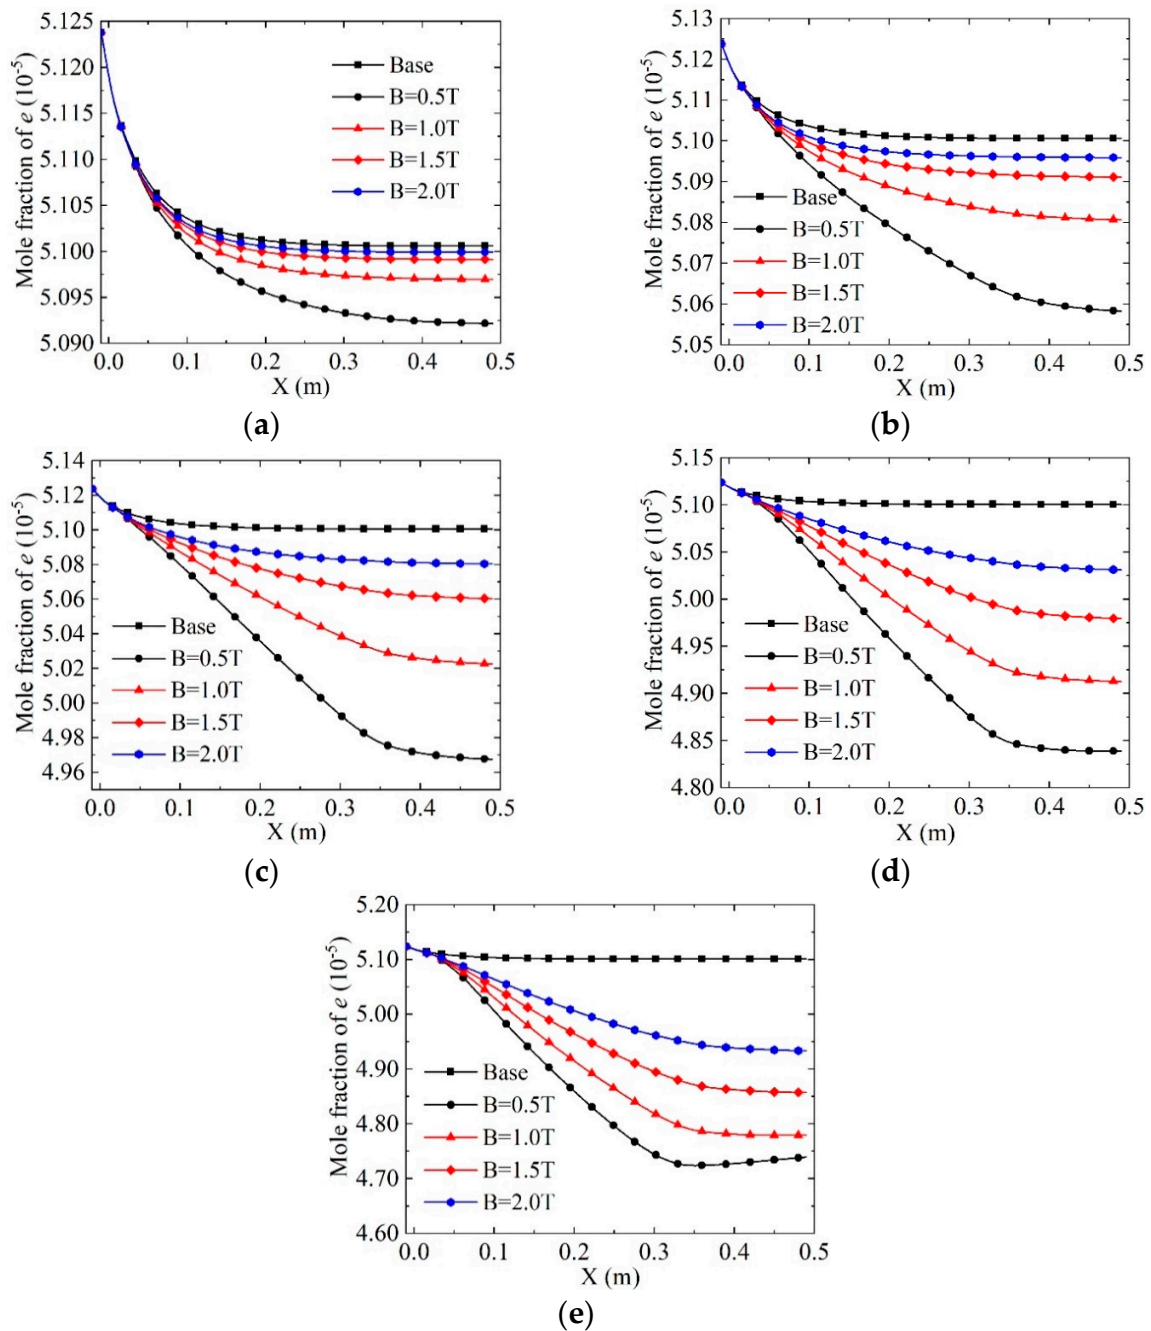 Mole fraction of e (10⁻⁵)
5.125
5.120
5.115
5.110
5.105
5.100
5.095
5.090
Base
B=0.5T
B=1.0T
B=1.5T
B=2.0T
0.0 0.1 0.2 0.3 0.4 0.5
X (m)
(a)
Mole fraction of e (10⁻⁵)
5.13
5.12
5.11
5.10
5.09
5.08
5.07
5.06
5.05
Base
B=0.5T
B=1.0T
B=1.5T
B=2.0T
0.0 0.1 0.2 0.3 0.4 0.5
X (m)
(b)
Mole fraction of e (10⁻⁵)
5.14
5.12
5.10
5.08
5.06
5.04
5.02
5.00
4.98
4.96
Base
B=0.5T
B=1.0T
B=1.5T
B=2.0T
0.0 0.1 0.2 0.3 0.4 0.5
X (m)
(c)
Mole fraction of e (10⁻⁵)
5.15
5.10
5.05
5.00
4.95
4.90
4.85
4.80
Base
B=0.5T
B=1.0T
B=1.5T
B=2.0T
0.0 0.1 0.2 0.3 0.4 0.5
X (m)
(d)
Mole fraction of e (10⁻⁵)
5.20
5.10
5.00
4.90
4.80
4.70
4.60
Base
B=0.5T
B=1.0T
B=1.5T
B=2.0T
0.0 0.1 0.2 0.3 0.4 0.5
X (m)
(e)